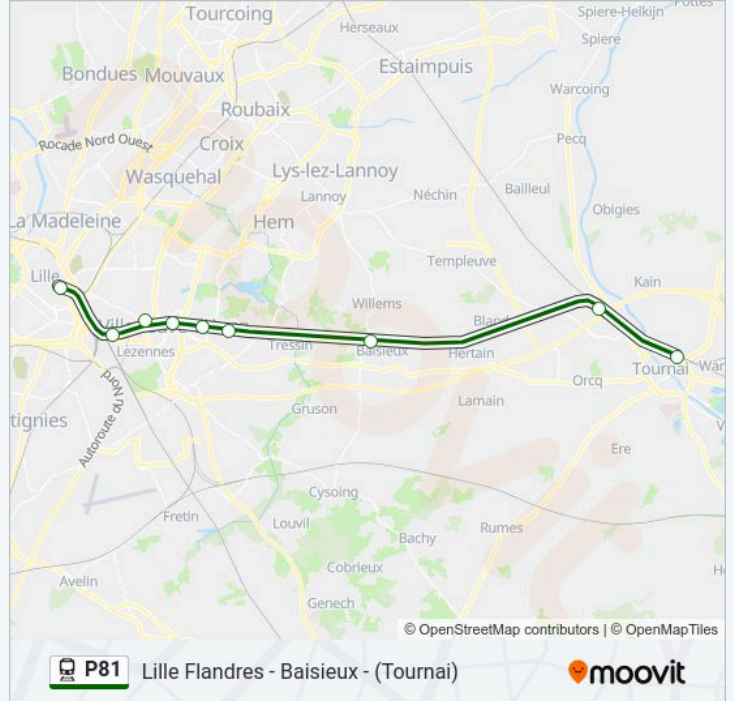 Pottes
Tourcoing
Spiere-Helkijn
Herseaux
Spiere
Estaimpuis
Bondues
Mouvaux
Warcoing
Roubaix
Rocade Nord Ouest
Croix
Pecq
Wasquehal
Lys-lez-Lannoy
Bailleul
Lannoy
Néchin
Obigies
La Madeleine
Hem
Templeuve
Lille
Kain
Willems
Tressin
Lezennes
Baisieux
Hertain
Tournai
Orcq
Autoroute du Nord
Lamain
Gruson
tignies
Ere
Cysoing
Fretin
Louvil
Rumes
Bachy
Cobrieux
Avelin
Genech
© OpenStreetMap contributors | © OpenMapTiles
P81 Lille Flandres - Baisieux - (Tournai)
moovit